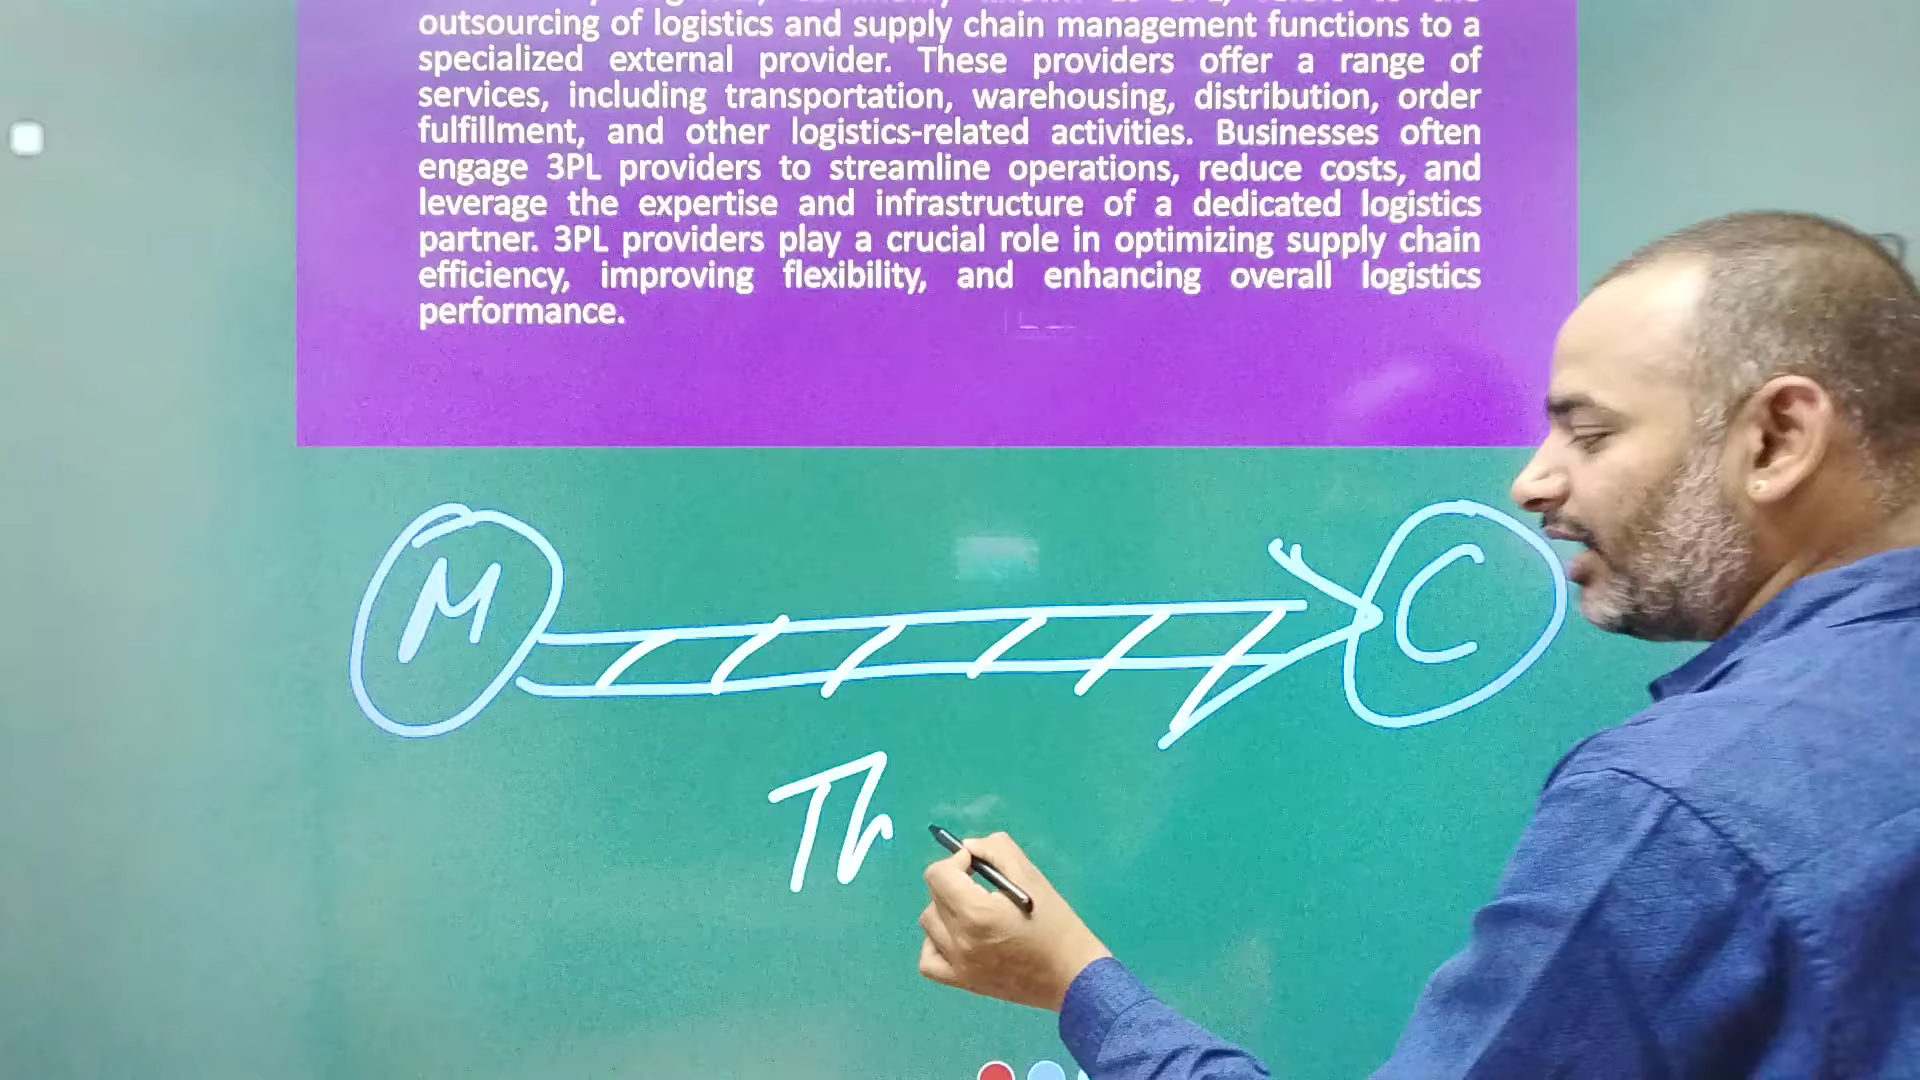 outsourcing of logistics and supply chain management functions to a
specialized external provider. These providers offer a range of
services, including transportation, warehousing, distribution, order
fulfillment, and other logistics-related activities. Businesses often
engage 3PL providers to streamline operations, reduce costs, and
leverage the expertise and infrastructure of a dedicated logistics
partner. 3PL providers play a crucial role in optimizing supply chain
efficiency, improving flexibility, and enhancing overall logistics
performance.
M
C
Th